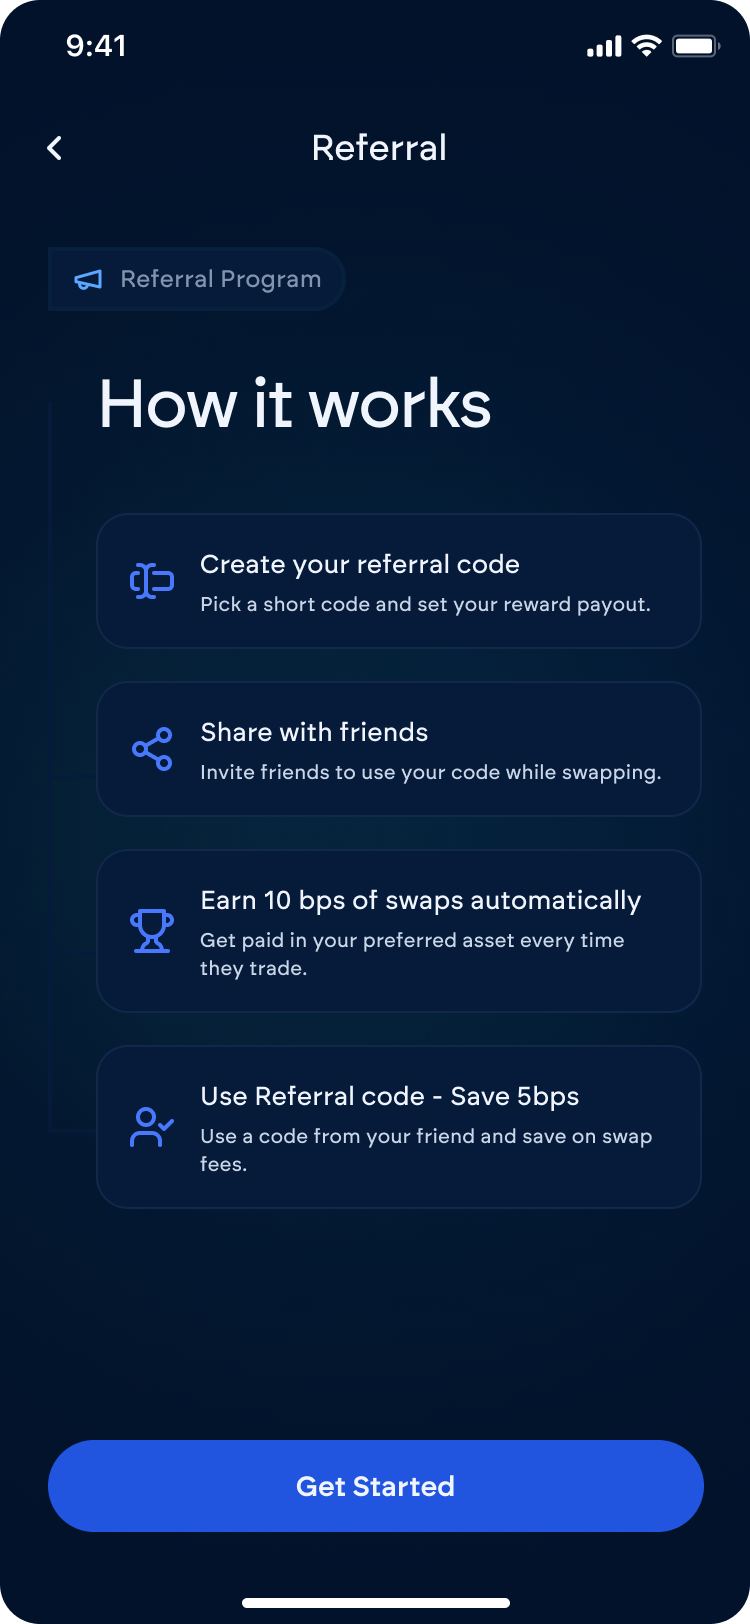 9:41
Referral
Referral Program
How it works
Create your referral code
Pick a short code and set your reward payout.
Share with friends
Invite friends to use your code while swapping.
Earn 10 bps of swaps automatically
Get paid in your preferred asset every time
they trade.
Use Referral code - Save 5bps
Use a code from your friend and save on swap
fees.
Get Started